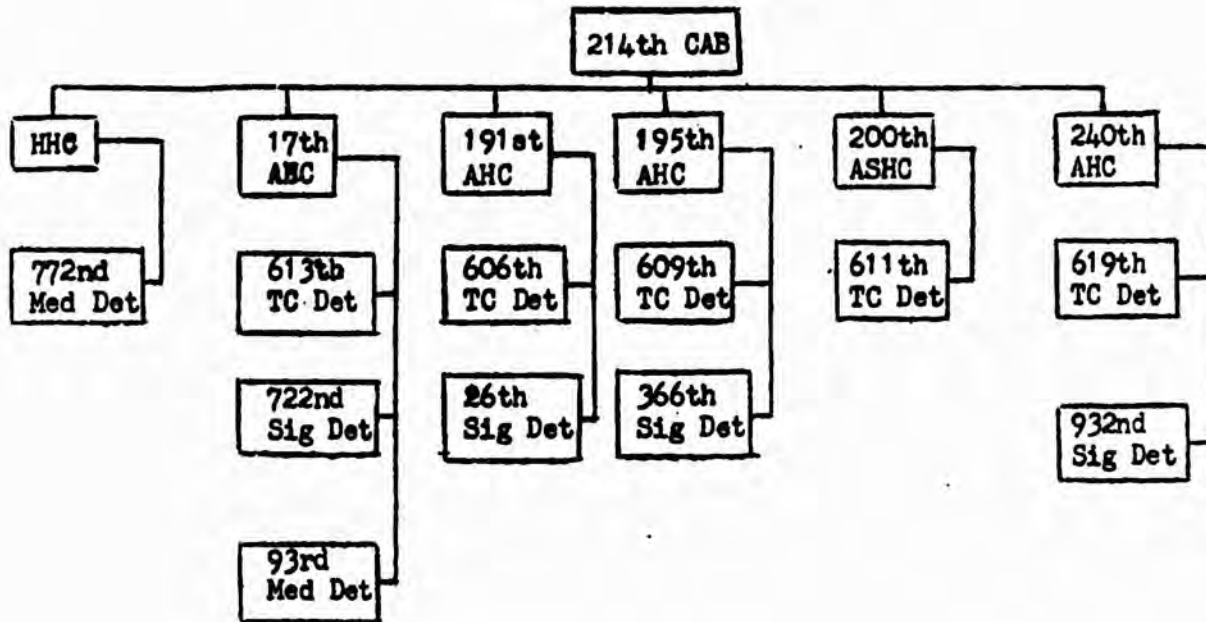 214th CAB
HHC
17th
AHC
191st
AHC
195th
AHC
200th
ASHC
240th
AHC
772nd
Med Det
613th
TC Det
606th
TC Det
609th
TC Det
611th
TC Det
619th
TC Det
722nd
Sig Det
26th
Sig Det
366th
Sig Det
932nd
Sig Det
93rd
Med Det